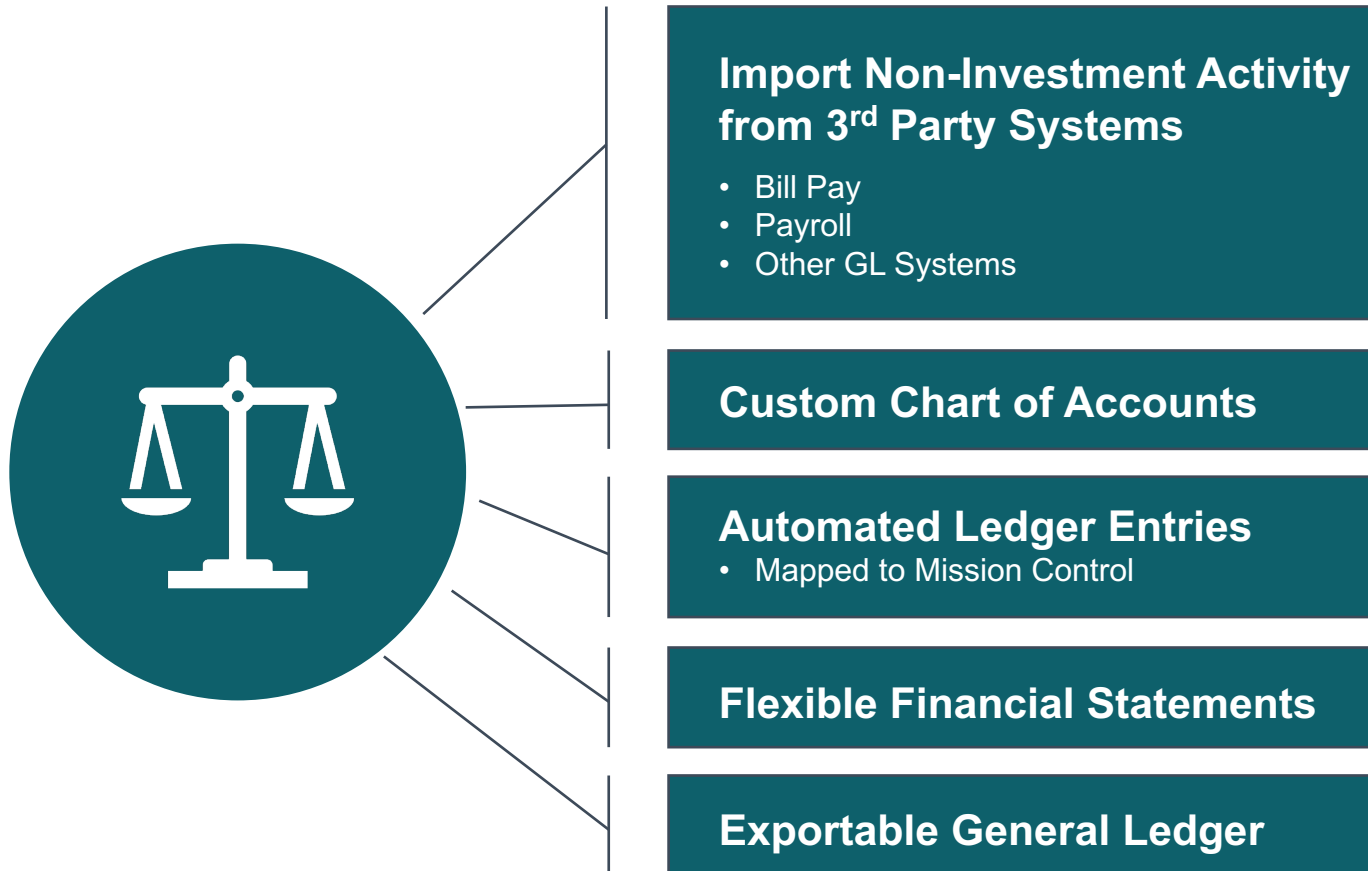 Import Non-Investment Activity
from 3rd Party Systems
• Bill Pay
• Payroll
• Other GL Systems
Custom Chart of Accounts
Automated Ledger Entries
• Mapped to Mission Control
Flexible Financial Statements
Exportable General Ledger